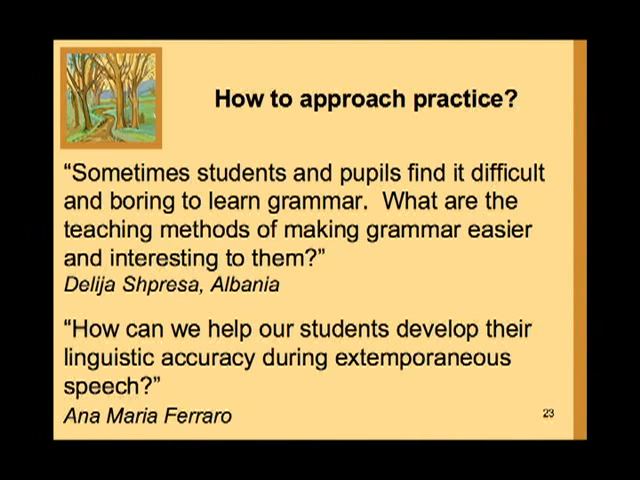 How to approach practice?
“Sometimes students and pupils find it difficult
and boring to learn grammar.  What are the
teaching methods of making grammar easier
and interesting to them?”
Delija Shpresa, Albania
“How can we help our students develop their
linguistic accuracy during extemporaneous
speech?”
Ana Maria Ferraro
23